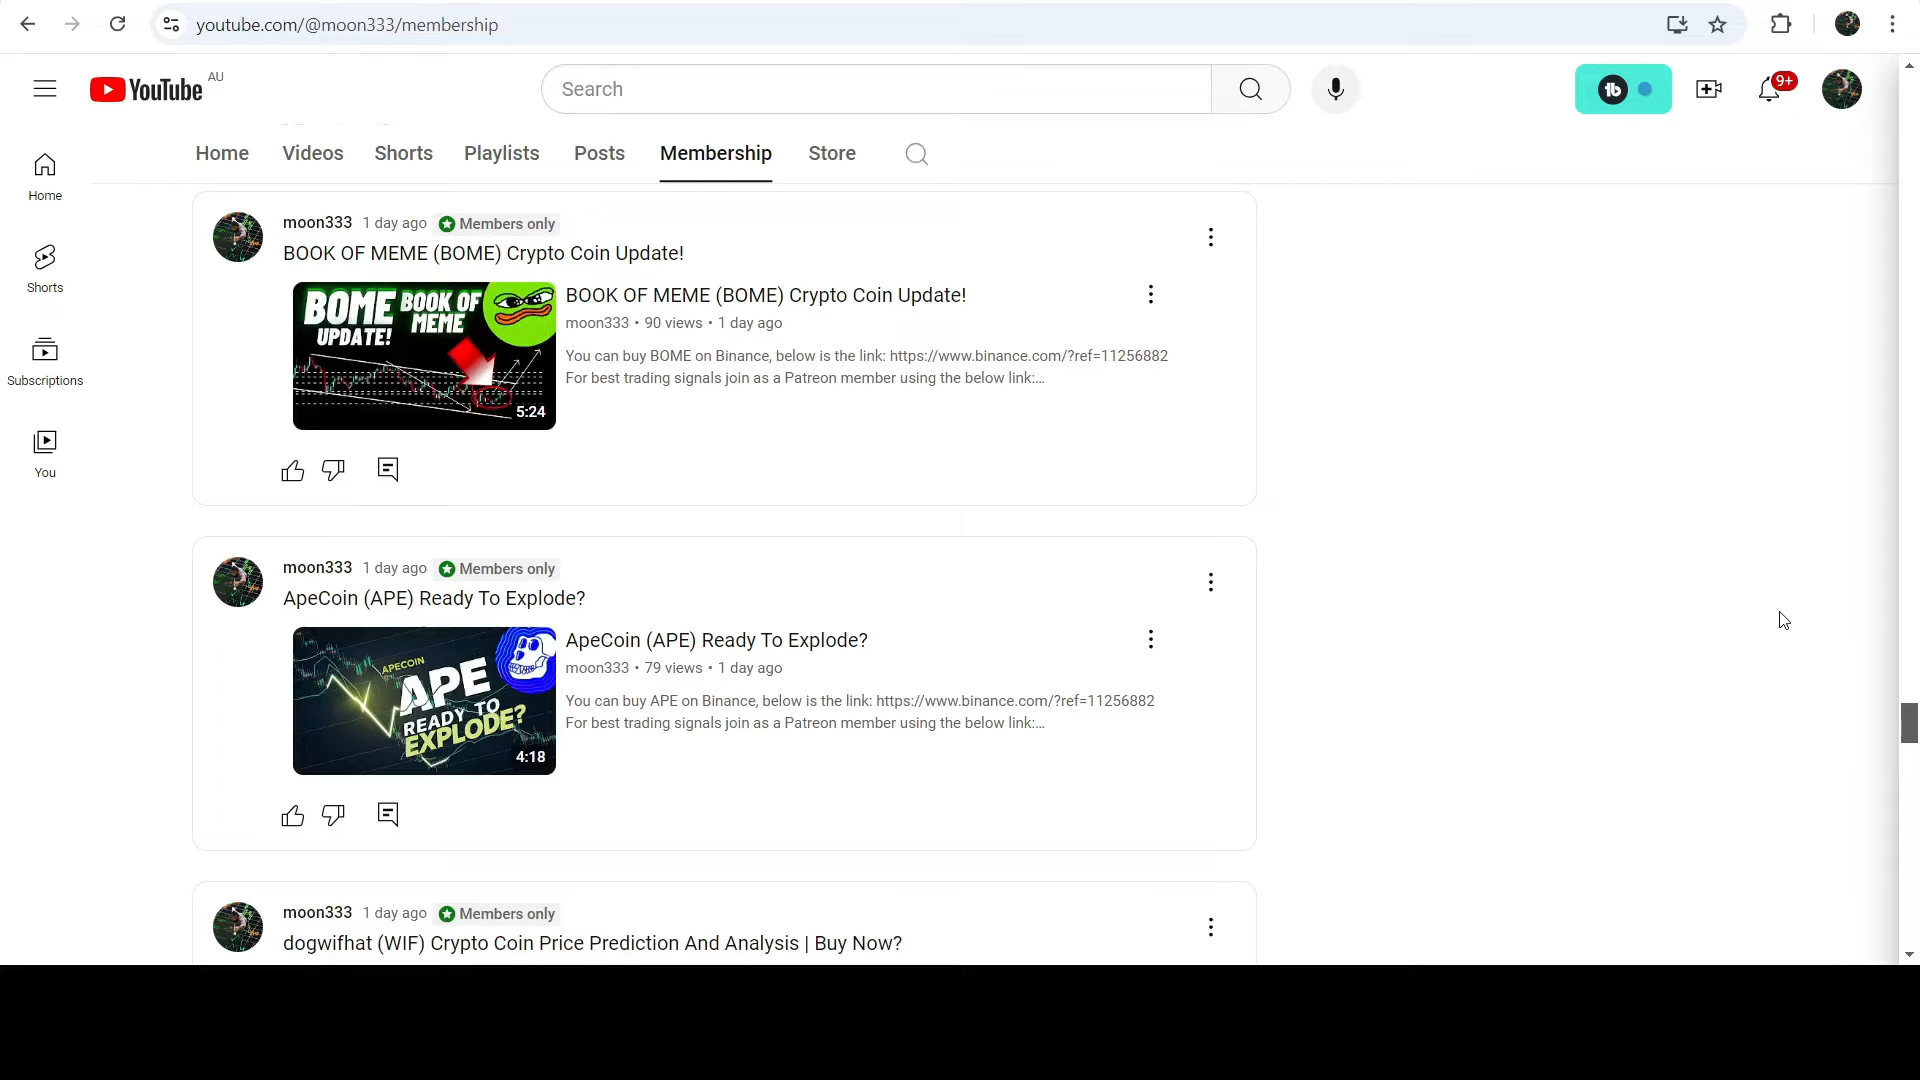 youtube.com/@moon333/membership
YouTube AU
Search
9+
Home
Videos
Shorts
Playlists
Posts
Membership
Store
Home
Shorts
Subscriptions
You
moon333 1 day ago Members only
BOOK OF MEME (BOME) Crypto Coin Update!
BOME BOOK OF
UPDATE! MEME
5:24
BOOK OF MEME (BOME) Crypto Coin Update!
moon333 • 90 views • 1 day ago
You can buy BOME on Binance, below is the link: https://www.binance.com/?ref=11256882
For best trading signals join as a Patreon member using the below link:...
moon333 1 day ago Members only
ApeCoin (APE) Ready To Explode?
APECOIN
APE
READY TO
EXPLODE?
4:18
ApeCoin (APE) Ready To Explode?
moon333 • 79 views • 1 day ago
You can buy APE on Binance, below is the link: https://www.binance.com/?ref=11256882
For best trading signals join as a Patreon member using the below link:...
moon333 1 day ago Members only
dogwifhat (WIF) Crypto Coin Price Prediction And Analysis | Buy Now?